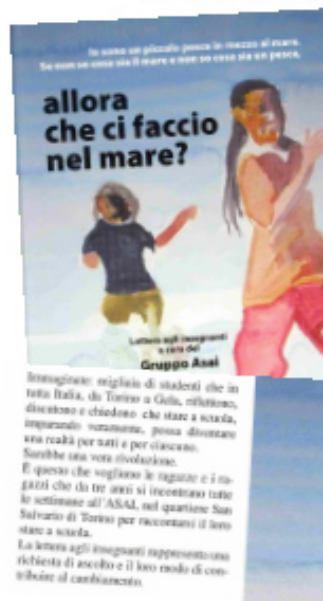 Io sono un piccolo pesce in mezzo al mare.
Se non so cosa sia il mare e non so cosa sia un pesce,
allora
che ci faccio
nel mare?
Lettera agli insegnanti
a cura del
Gruppo Asai
Immaginate: migliaia di studenti che in
tutta Italia, da Torino a Gela, riflettono,
discutono e chiedono che stare a scuola,
imparando veramente, possa diventare
una realtà per tutti e per ciascuno.
Sarebbe una vera rivoluzione.
È questo che vogliono le ragazze e i ra-
gazzi che da tre anni si incontrano tutte
le settimane all'ASAI, nel quartiere San
Salvario di Torino per raccontarsi il loro
stare a scuola.
La lettera agli insegnanti rappresenta una
richiesta di ascolto e il loro modo di con-
tribuire al cambiamento.